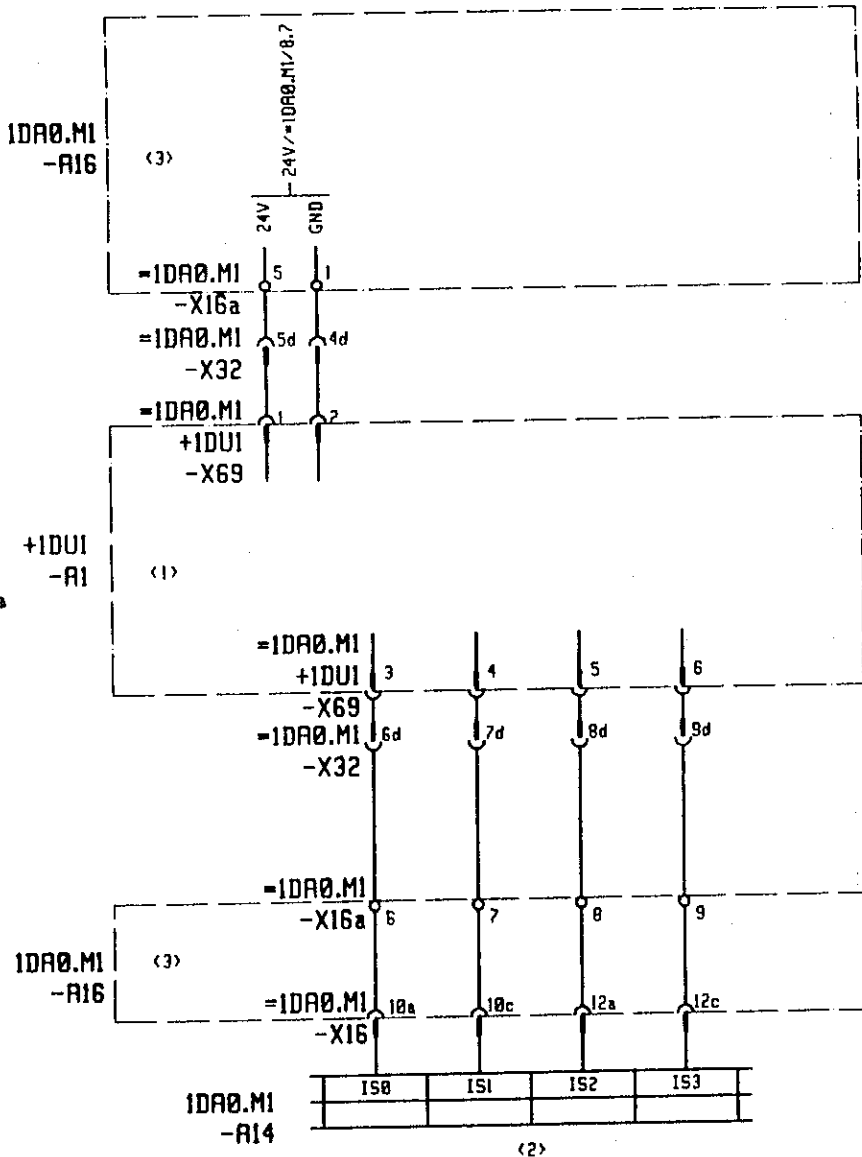 24V/=1DA0.M1/8.7
1DA0.M1
-A16
<3>
24V
GND
=1DA0.M1
5
1
-X16a
=1DA0.M1
5d
4d
-X32
=1DA0.M1
1
2
+1DU1
-X69
+1DU1
-A1
<1>
=1DA0.M1
+1DU1
3
4
5
6
-X69
=1DA0.M1
6d
7d
8d
9d
-X32
=1DA0.M1
-X16a
6
7
8
9
1DA0.M1
-A16
<3>
=1DA0.M1
10a
10c
12a
12c
-X16
IS0
IS1
IS2
IS3
1DA0.M1
-A14
<2>